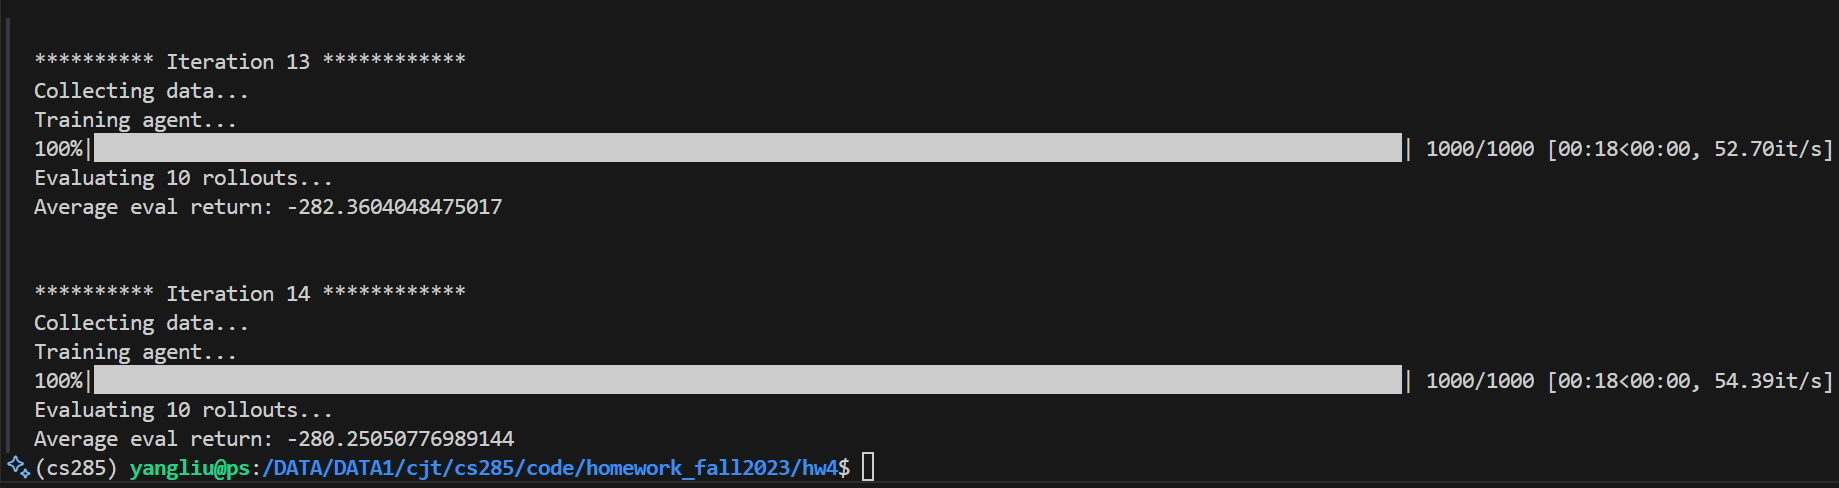 ********** Iteration 13 ************
Collecting data...
Training agent...
100%|██████████| 1000/1000 [00:18<00:00, 52.70it/s]
Evaluating 10 rollouts...
Average eval return: -282.3604048475017
********** Iteration 14 ************
Collecting data...
Training agent...
100%|██████████| 1000/1000 [00:18<00:00, 54.39it/s]
Evaluating 10 rollouts...
Average eval return: -280.25050776989144
(cs285) yangliu@ps:/DATA/DATA1/cjt/cs285/code/homework_fall2023/hw4$